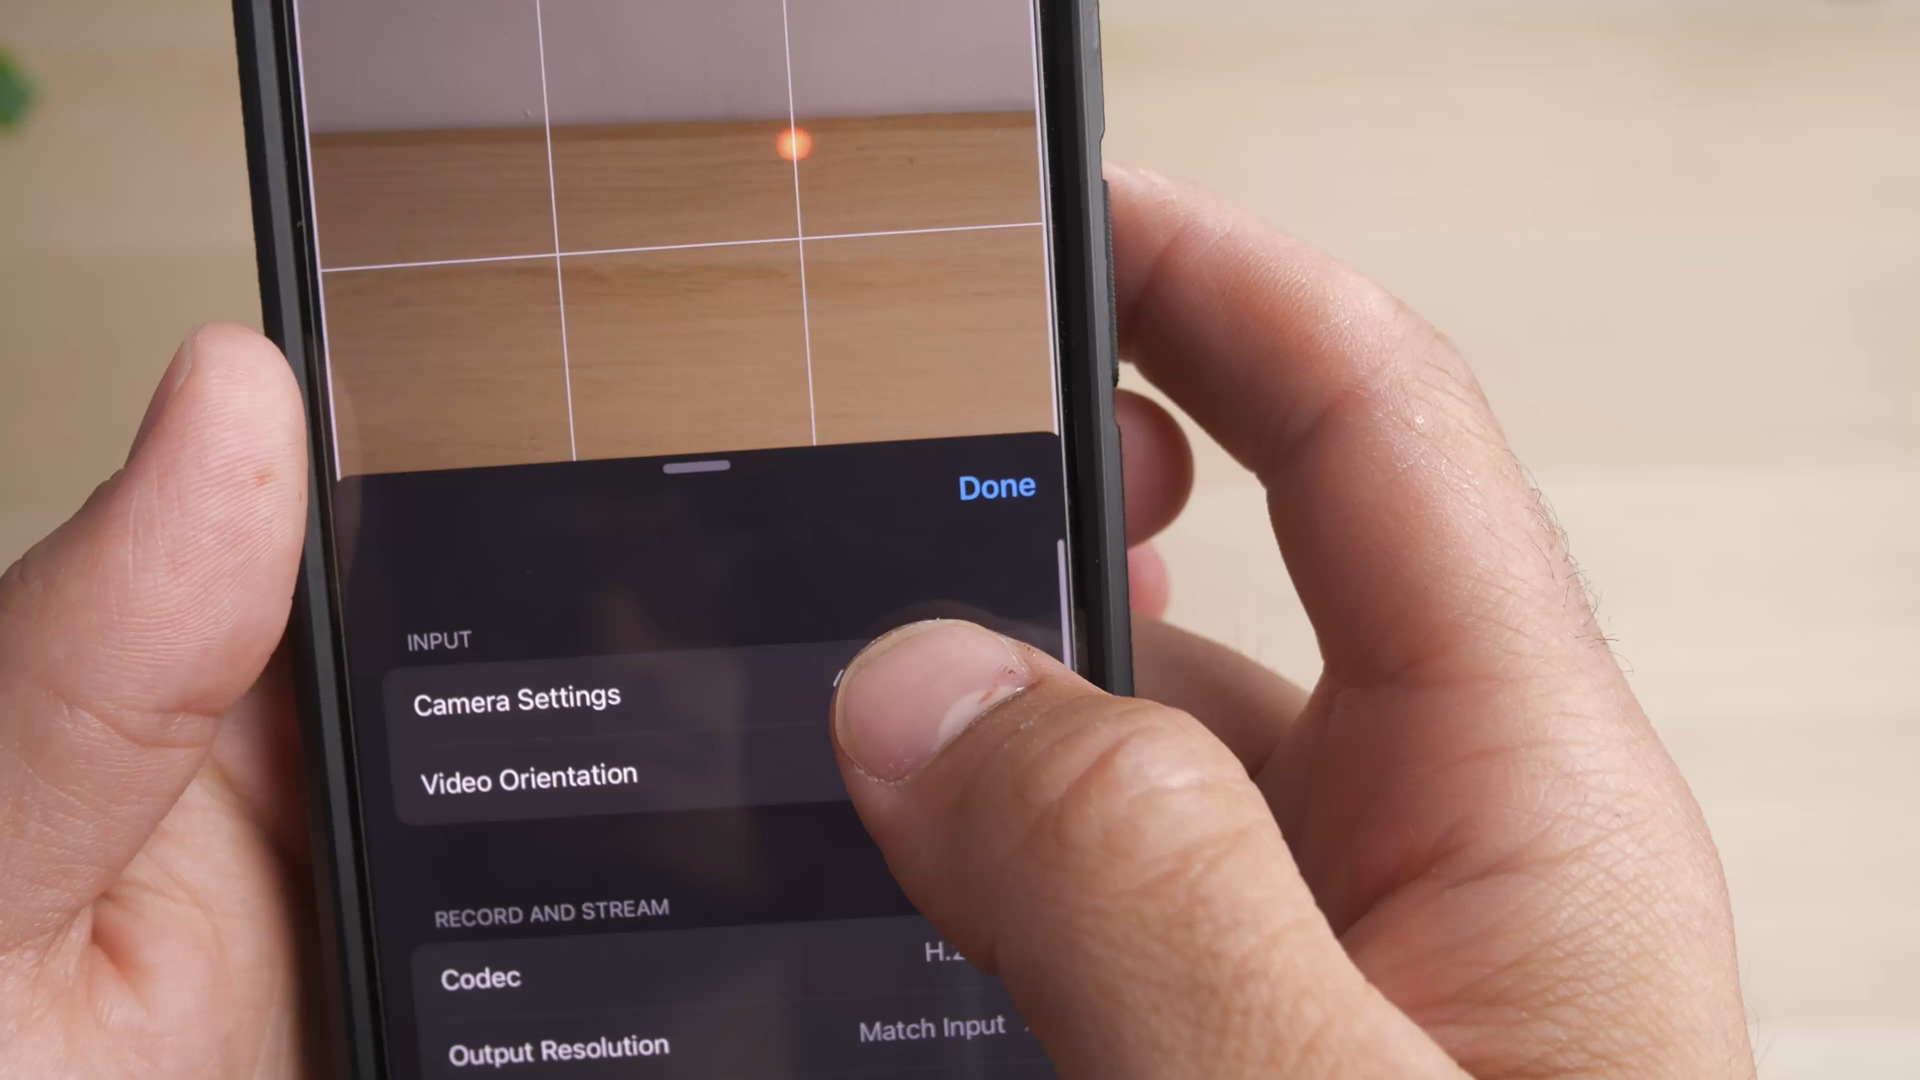 Done
INPUT
Camera Settings
Video Orientation
RECORD AND STREAM
Codec
Output Resolution
Match Input